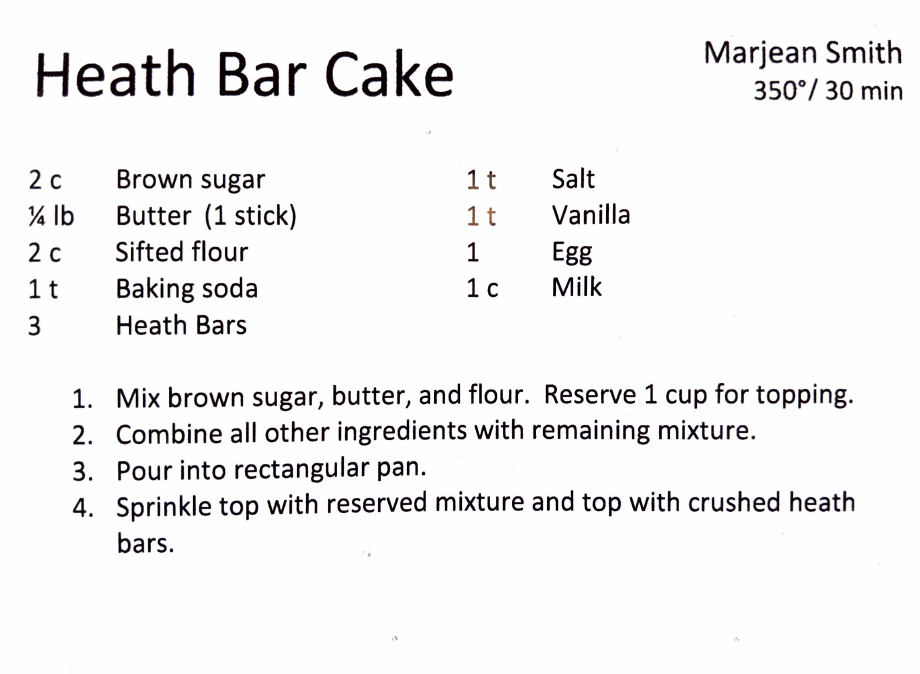 Heath Bar Cake
Marjean Smith
350°/ 30 min
2 c Brown sugar
¼ lb Butter (1 stick)
2 c Sifted flour
1 t Baking soda
3 Heath Bars
1 t Salt
1 t Vanilla
1 Egg
1 c Milk
1. Mix brown sugar, butter, and flour. Reserve 1 cup for topping.
2. Combine all other ingredients with remaining mixture.
3. Pour into rectangular pan.
4. Sprinkle top with reserved mixture and top with crushed heath
bars.